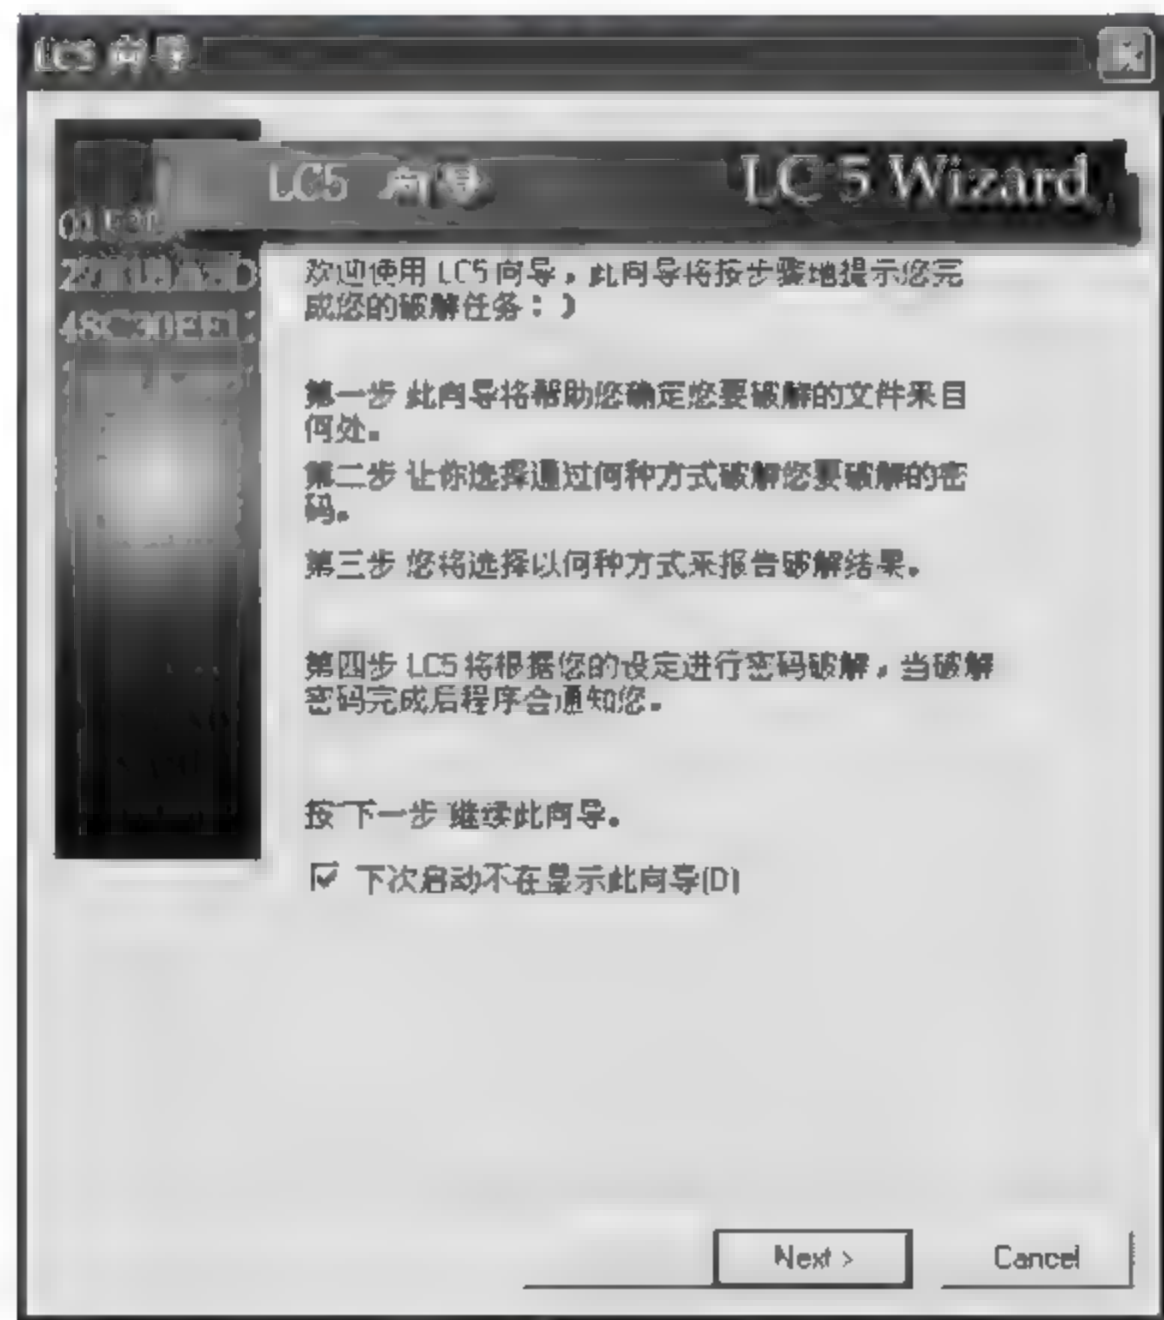 LC5 向导
LC5 向导 LC 5 Wizard
欢迎使用 LC5 向导，此向导将按步骤地提示您完
成您的破解任务：）
第一步 此向导将帮助您确定您要破解的文件来自
何处。
第二步 让你选择通过何种方式破解您要破解的密
码。
第三步 您将选择以何种方式来报告破解结果。
第四步 LC5 将根据您的设定进行密码破解，当破解
密码完成后程序会通知您。
按"下一步"继续此向导。
下次启动不在显示此向导(D)
Next >
Cancel